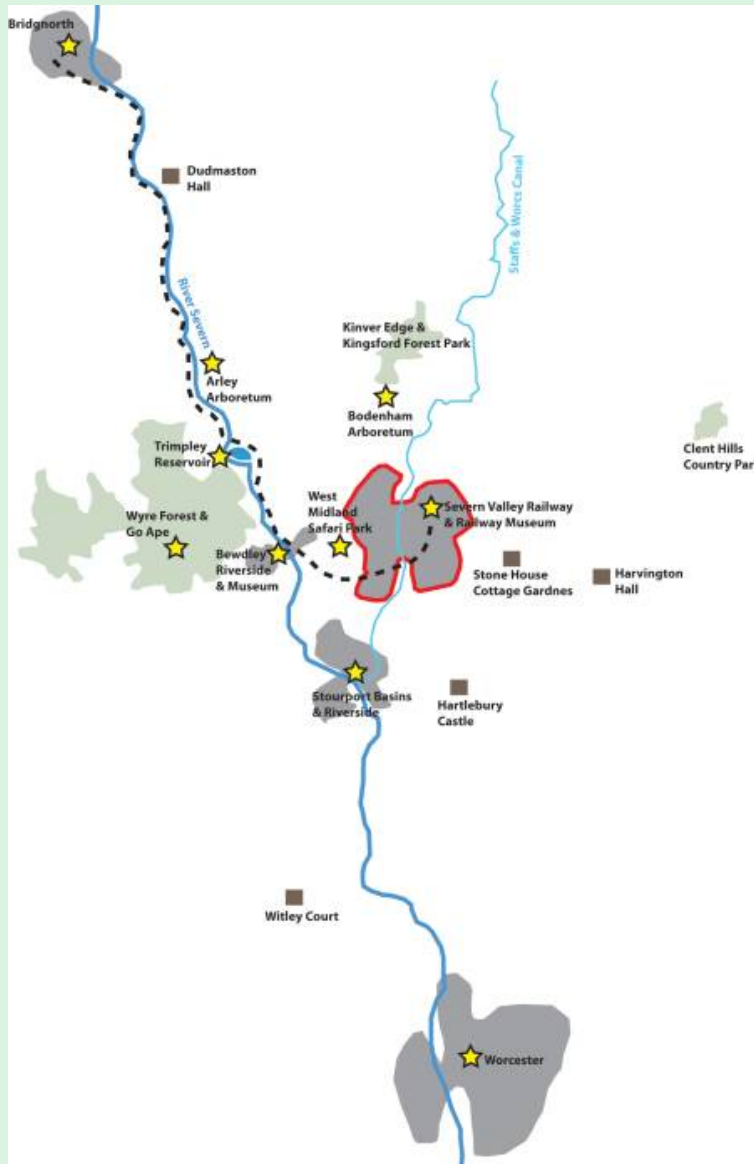 Bridgnorth
Dudmaston
Hall
Staffs & Worcs Canal
River Severn
Kinver Edge &
Kingsford Forest Park
Arley
Arboretum
Bodenham
Arboretum
Clent Hills
Country Par
Trimpley
Reservoir
West
Midland
Safari Park
Severn Valley Railway
& Railway Museum
Wyre Forest &
Go Ape
Bewdley
Riverside
& Museum
Stone House
Cottage Gardnes
Harvington
Hall
Stourport Basins
& Riverside
Hartlebury
Castle
Witley Court
Worcester